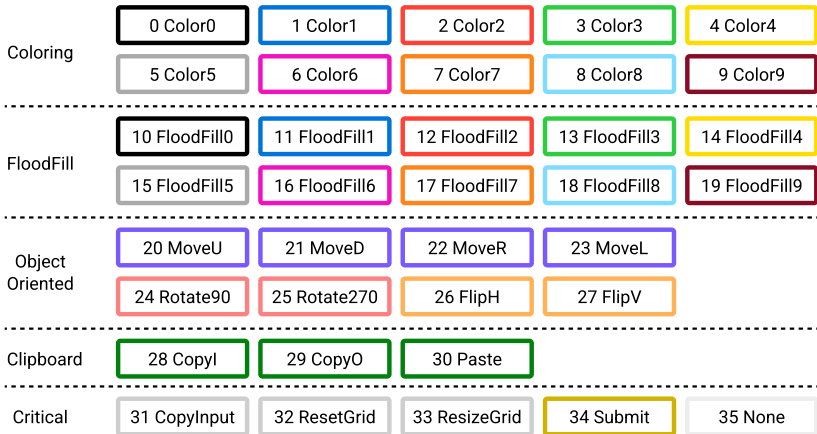 Coloring
0 Color0 1 Color1 2 Color2 3 Color3 4 Color4
5 Color5 6 Color6 7 Color7 8 Color8 9 Color9
FloodFill
10 FloodFill0 11 FloodFill1 12 FloodFill2 13 FloodFill3 14 FloodFill4
15 FloodFill5 16 FloodFill6 17 FloodFill7 18 FloodFill8 19 FloodFill9
Object
Oriented
20 MoveU 21 MoveD 22 MoveR 23 MoveL
24 Rotate90 25 Rotate270 26 FlipH 27 FlipV
Clipboard
28 CopyI 29 CopyO 30 Paste
Critical
31 CopyInput 32 ResetGrid 33 ResizeGrid 34 Submit 35 None